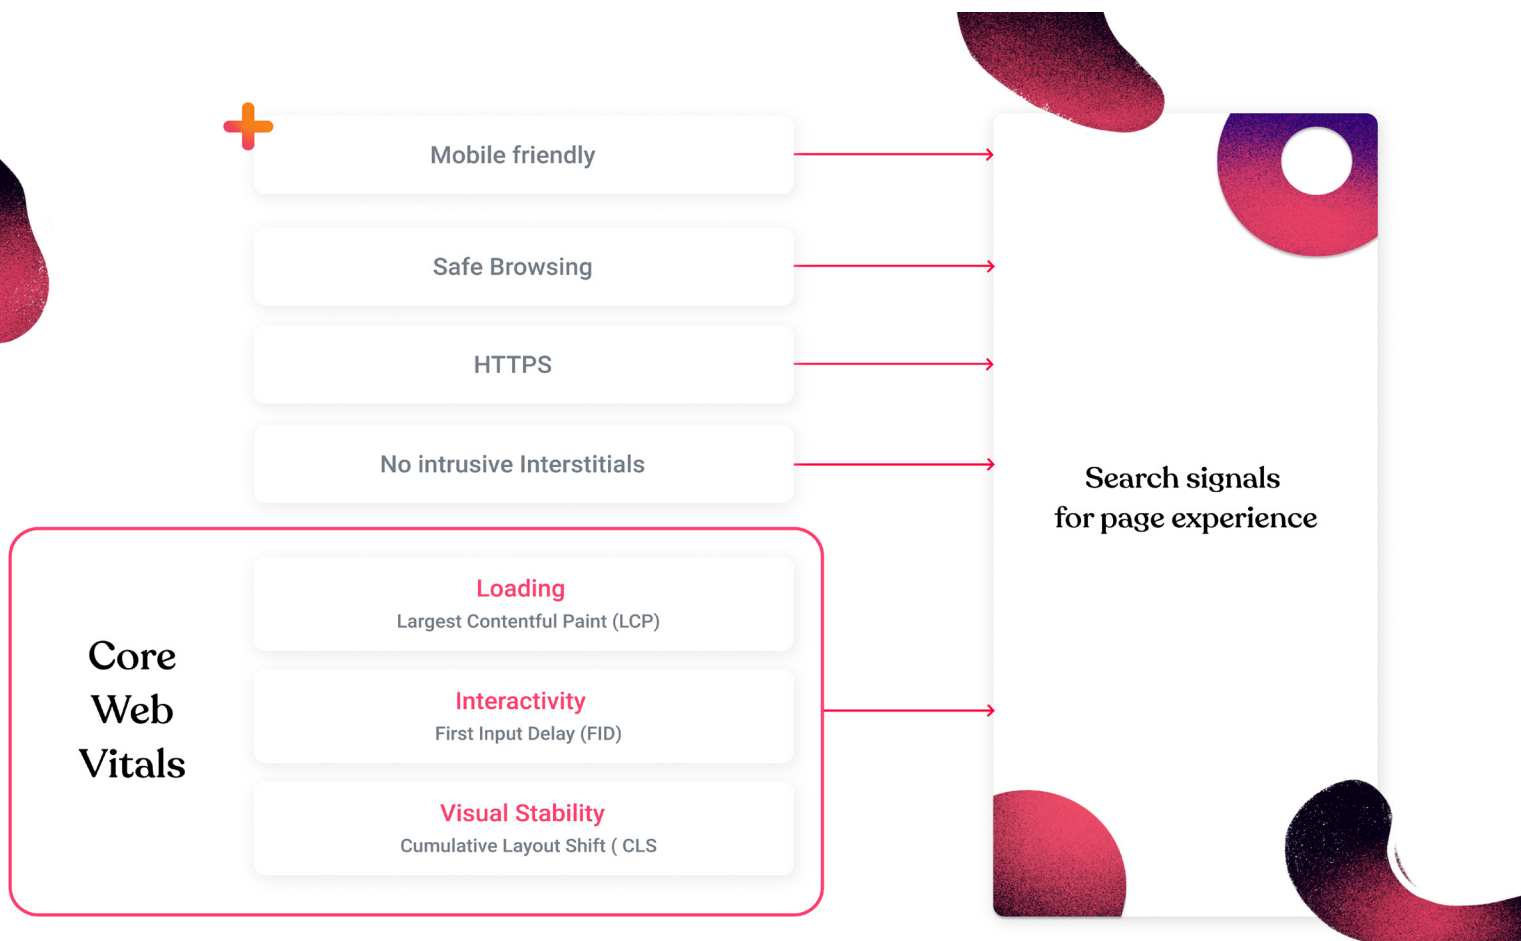 Mobile friendly
Safe Browsing
HTTPS
No intrusive Interstitials
Core
Web
Vitals
Loading
Largest Contentful Paint (LCP)
Interactivity
First Input Delay (FID)
Visual Stability
Cumulative Layout Shift ( CLS
Search signals
for page experience